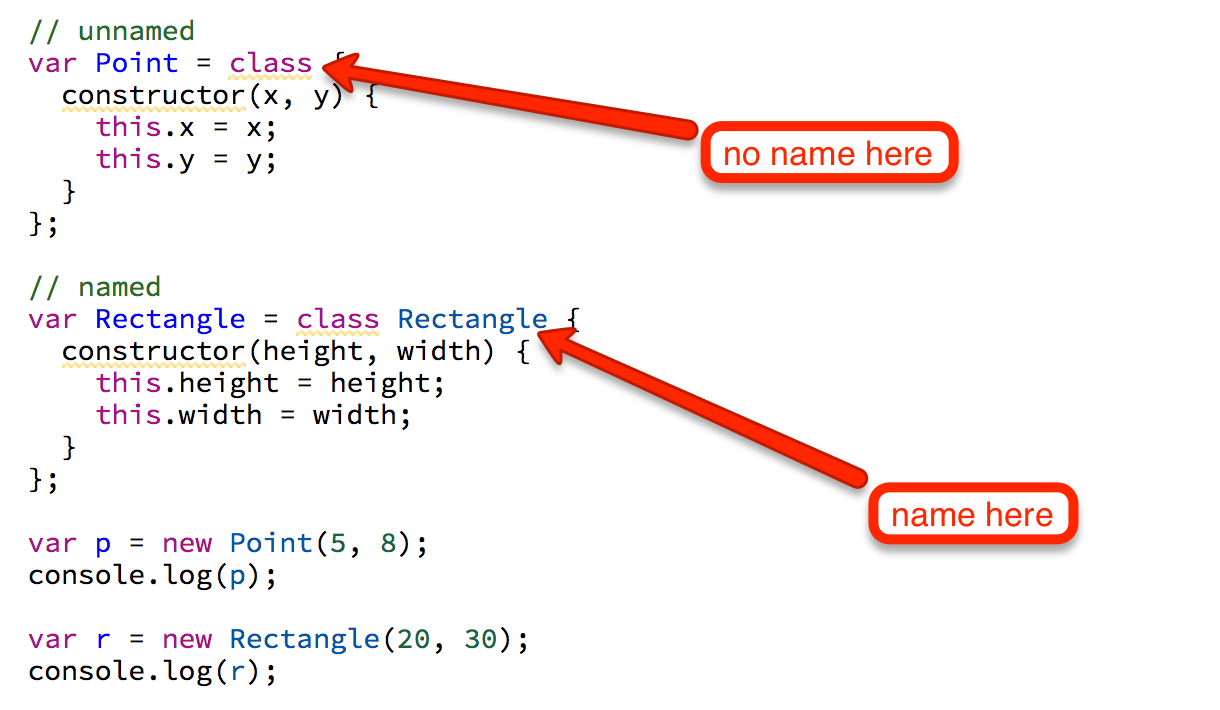 // unnamed
var Point = class {
  constructor(x, y) {
    this.x = x;
    this.y = y;
  }
};
no name here
// named
var Rectangle = class Rectangle {
  constructor(height, width) {
    this.height = height;
    this.width = width;
  }
};
name here
var p = new Point(5, 8);
console.log(p);
var r = new Rectangle(20, 30);
console.log(r);